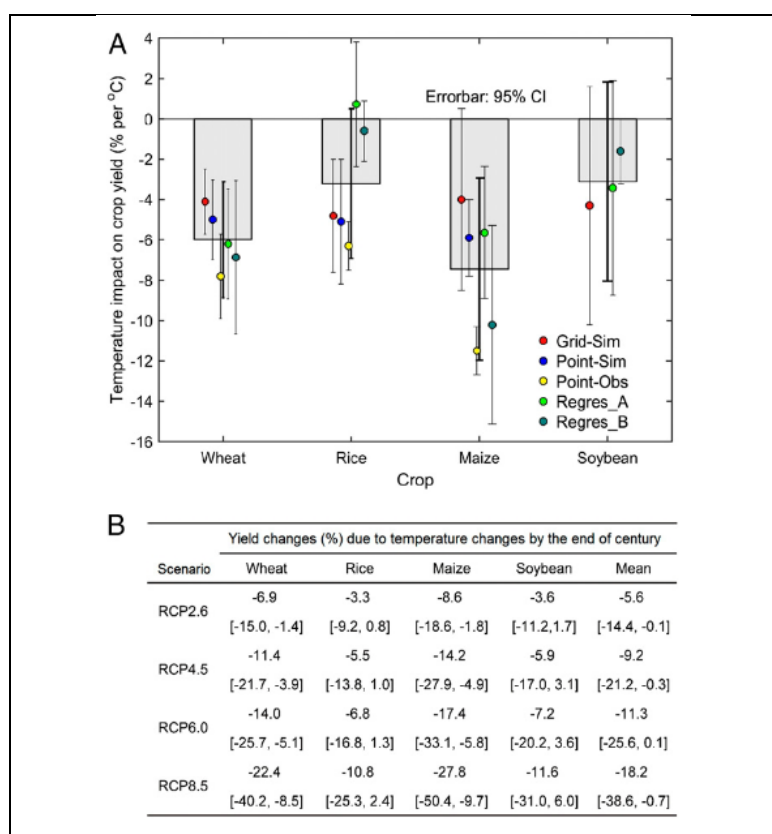 A
4
2
0
-2
-4
-6
-8
-10
-12
-14
-16
Temperature impact on crop yield (% per °C)
Errorbar: 95% CI
Grid-Sim
Point-Sim
Point-Obs
Regres_A
Regres_B
Wheat Rice Maize Soybean
Crop
B
Yield changes (%) due to temperature changes by the end of century
Scenario Wheat Rice Maize Soybean Mean
RCP2.6 -6.9 -3.3 -8.6 -3.6 -5.6
[-15.0, -1.4] [-9.2, 0.8] [-18.6, -1.8] [-11.2,1.7] [-14.4, -0.1]
RCP4.5 -11.4 -5.5 -14.2 -5.9 -9.2
[-21.7, -3.9] [-13.8, 1.0] [-27.9, -4.9] [-17.0, 3.1] [-21.2, -0.3]
RCP6.0 -14.0 -6.8 -17.4 -7.2 -11.3
[-25.7, -5.1] [-16.8, 1.3] [-33.1, -5.8] [-20.2, 3.6] [-25.6, 0.1]
RCP8.5 -22.4 -10.8 -27.8 -11.6 -18.2
[-40.2, -8.5] [-25.3, 2.4] [-50.4, -9.7] [-31.0, 6.0] [-38.6, -0.7]